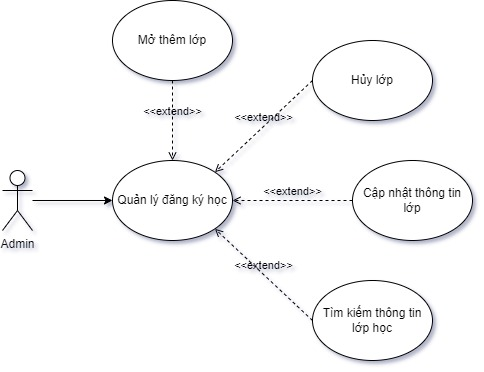 Mở thêm lớp
Hủy lớp
<<extend>>
<<extend>>
Quản lý đăng ký học
<<extend>>
Cập nhật thông tin
lớp
Admin
<<extend>>
Tìm kiếm thông tin
lớp học